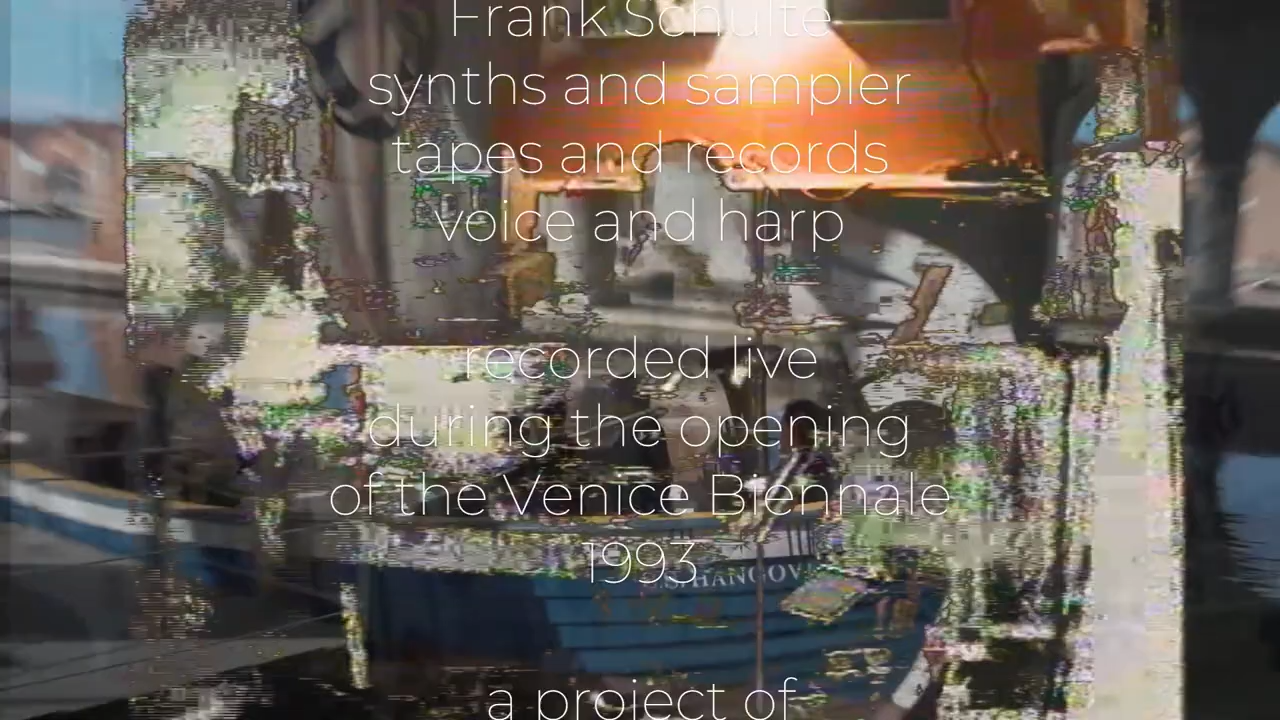 Frank Schulte
synths and sampler
tapes and records
voice and harp
recorded live
during the opening
of the Venice Biennale
1993
a project of